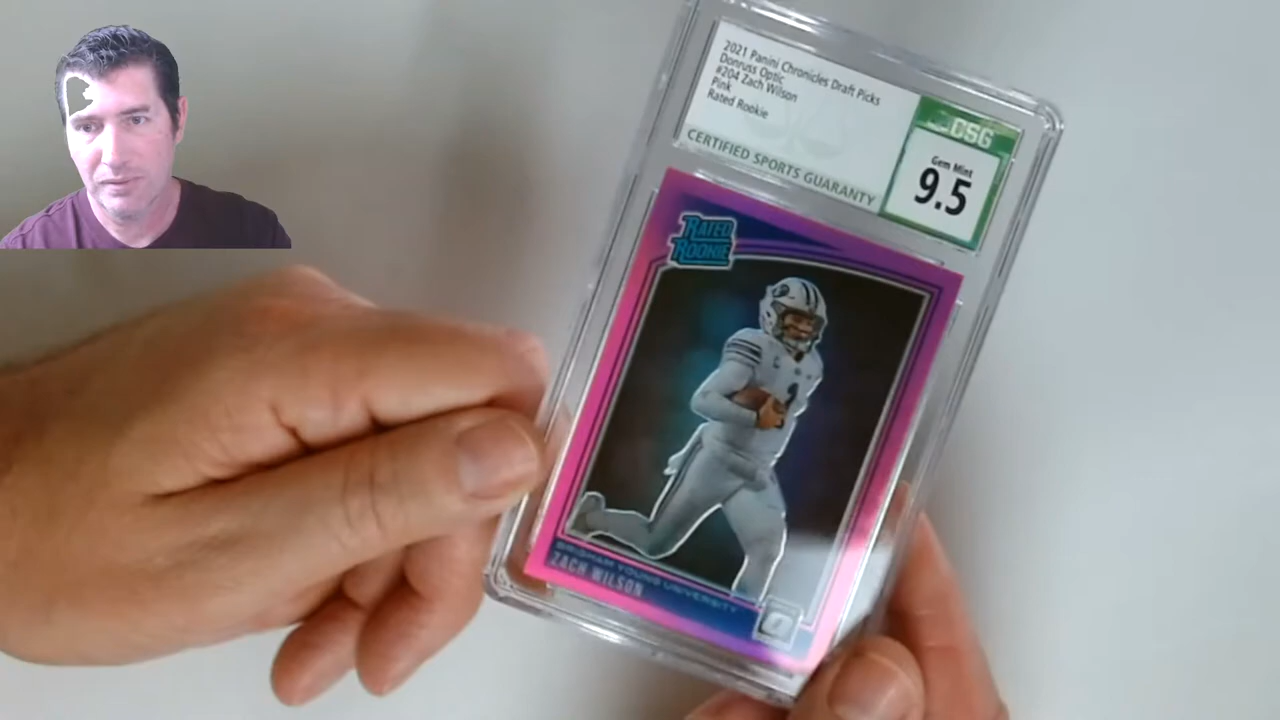 2021 Panini Chronicles Draft Picks
Donruss Optic
#204 Zach Wilson
Pink
Rated Rookie
CERTIFIED SPORTS GUARANTY
CSG
Gem Mint
9.5
RATED
ROOKIE
BRIGHAM YOUNG UNIVERSITY
ZACH WILSON